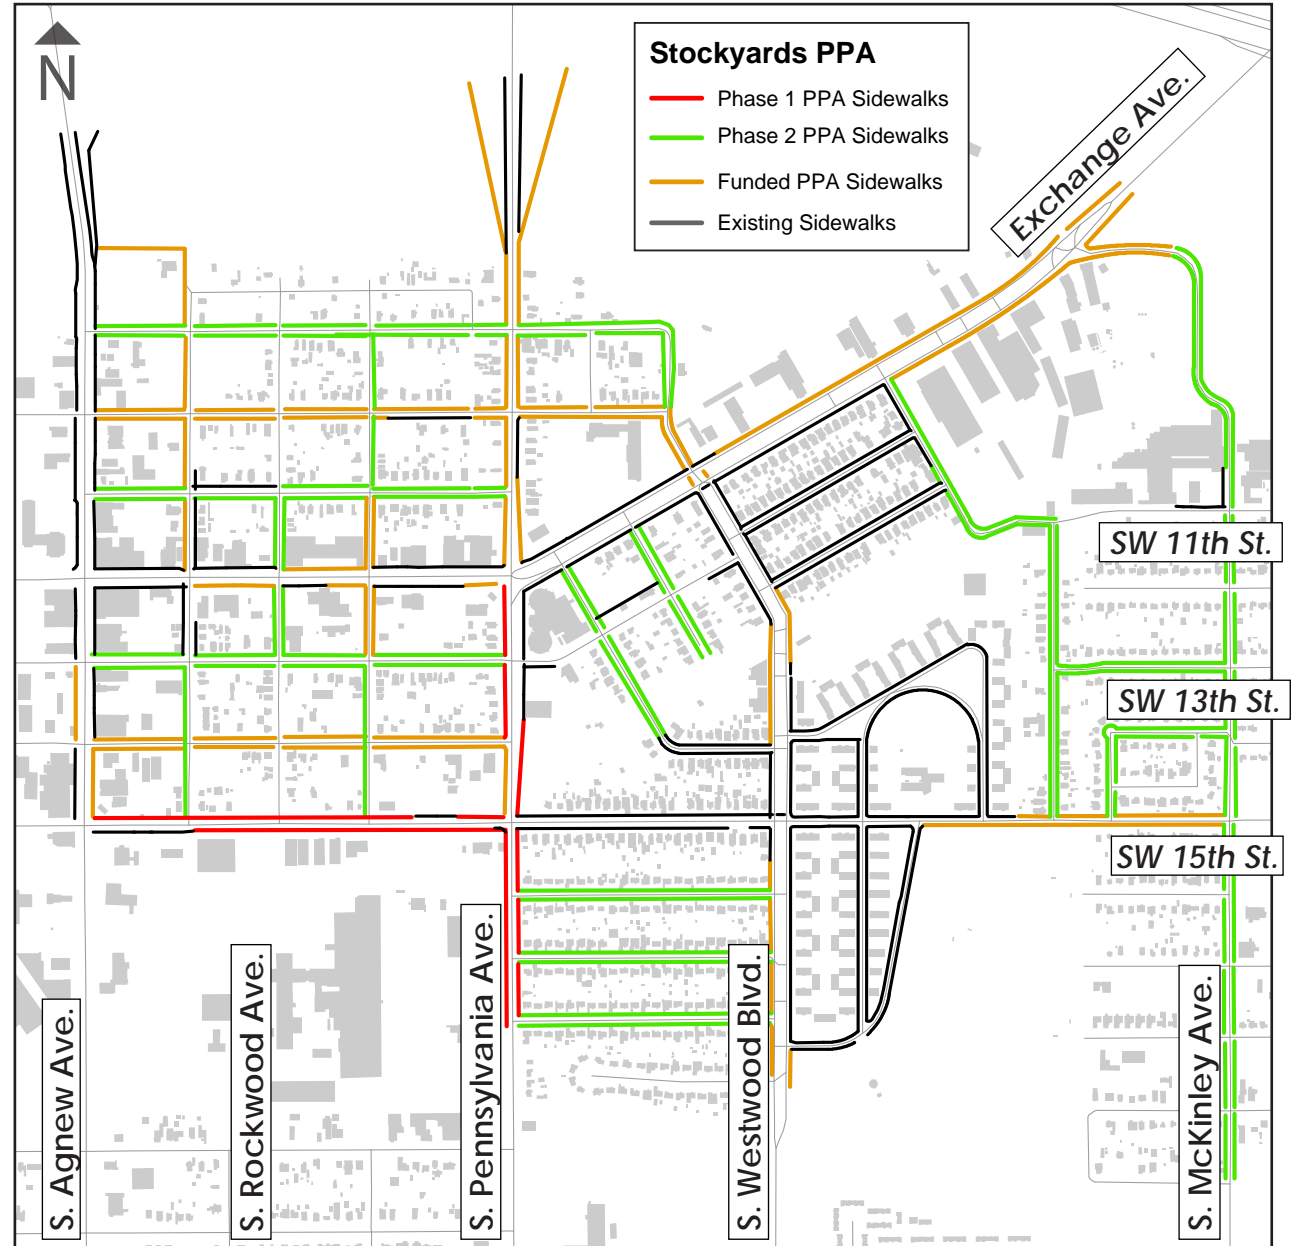 N
Stockyards PPA
Phase 1 PPA Sidewalks
Phase 2 PPA Sidewalks
Funded PPA Sidewalks
Existing Sidewalks
Exchange Ave.
SW 11th St.
SW 13th St.
SW 15th St.
S. Agnew Ave.
S. Rockwood Ave.
S. Pennsylvania Ave.
S. Westwood Blvd.
S. McKinley Ave.